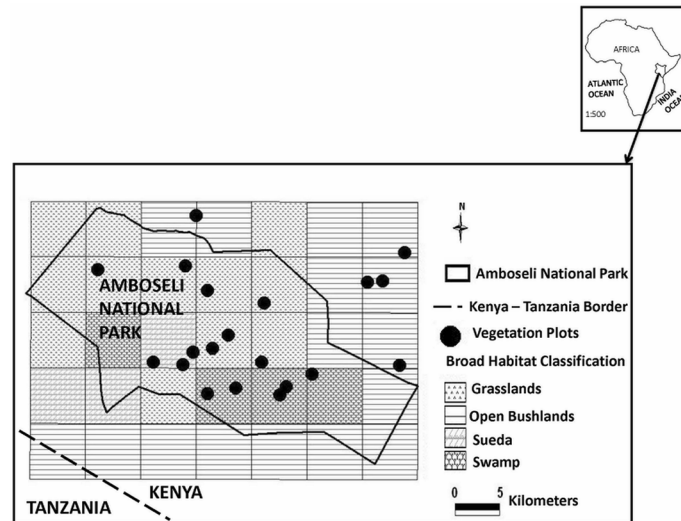 AFRICA
ATLANTIC
OCEAN
INDIA
OCEAN
1:500
N
AMBOSELI
NATIONAL
PARK
Amboseli National Park
Kenya – Tanzania Border
Vegetation Plots
Broad Habitat Classification
Grasslands
Open Bushlands
Sueda
Swamp
0 5
Kilometers
KENYA
TANZANIA